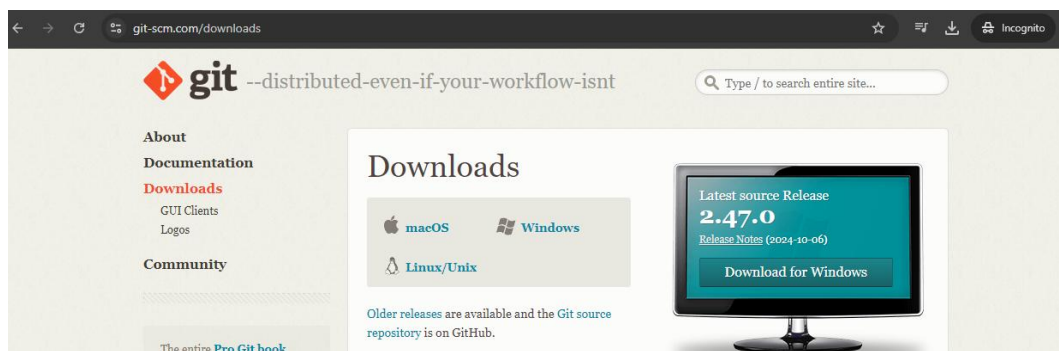 git-scm.com/downloads
Incognito
git --distributed-even-if-your-workflow-isnt
Type / to search entire site...
About
Documentation
Downloads
GUI Clients
Logos
Community
The entire Pro Git book
Downloads
macOS
Windows
Linux/Unix
Older releases are available and the Git source
repository is on GitHub.
Latest source Release
2.47.0
Release Notes (2024-10-06)
Download for Windows